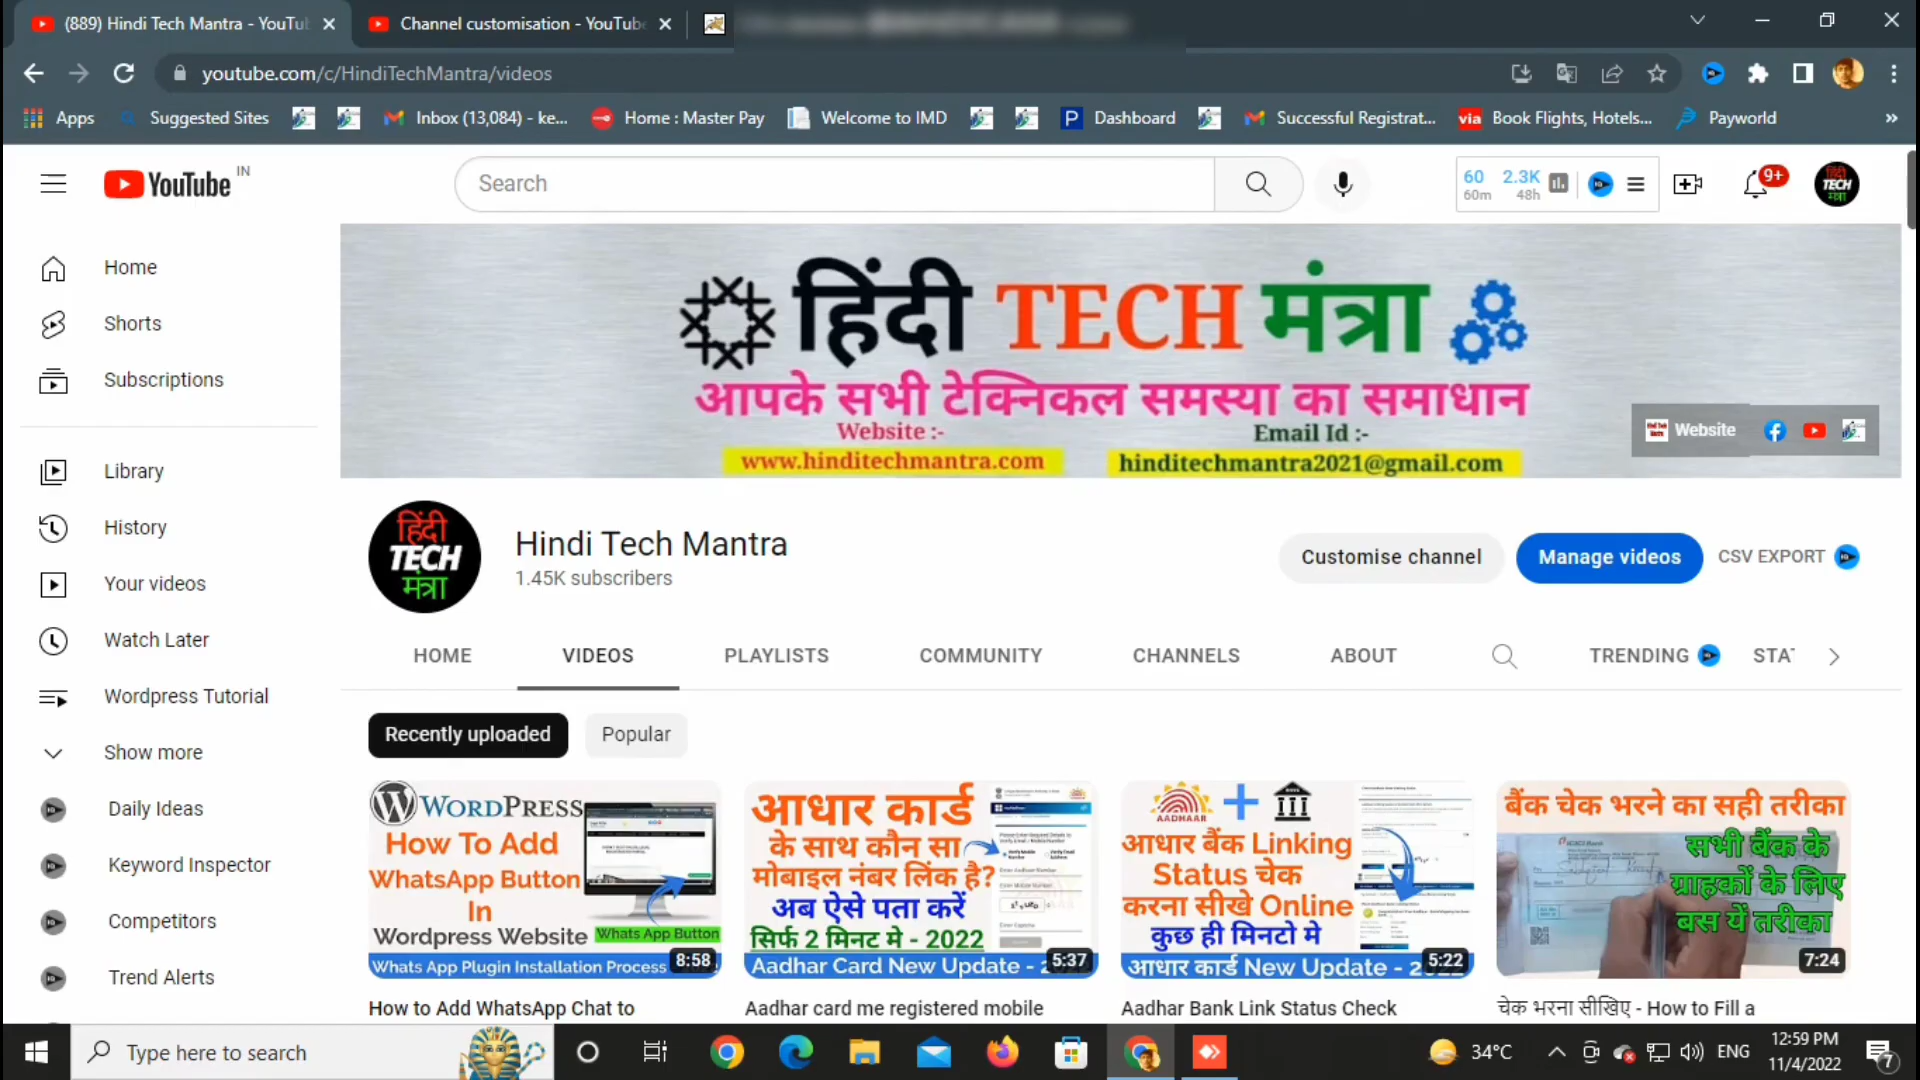 (889) Hindi Tech Mantra - YouTu
Channel customisation - YouTube
youtube.com/c/HindiTechMantra/videos
Apps
Suggested Sites
Inbox (13,084) - ke...
Home : Master Pay
Welcome to IMD
Dashboard
Successful Registrat...
via Book Flights, Hotels...
Payworld
YouTube IN
Search
60 2.3K
60m 48h
9+
हिंदी TECH मंत्रा
Home
Shorts
Subscriptions
Library
History
Your videos
Watch Later
Wordpress Tutorial
Show more
Daily Ideas
Keyword Inspector
Competitors
Trend Alerts
हिंदी TECH मंत्रा
आपके सभी टेक्निकल समस्या का समाधान
Website :-
www.hinditechmantra.com
Email Id :-
hinditechmantra2021@gmail.com
Website
हिंदी
TECH
मंत्रा
Hindi Tech Mantra
1.45K subscribers
Customise channel
Manage videos
CSV EXPORT
HOME
VIDEOS
PLAYLISTS
COMMUNITY
CHANNELS
ABOUT
TRENDING
STAT
Recently uploaded
Popular
WORDPRESS
How To Add
WhatsApp Button
In
Wordpress Website
Whats App Button
Whats App Plugin Installation Process
8:58
How to Add WhatsApp Chat to
आधार कार्ड
के साथ कौन सा
मोबाइल नंबर लिंक है?
अब ऐसे पता करें
सिर्फ 2 मिनट मे - 2022
Aadhar Card New Update - 2
5:37
Aadhar card me registered mobile
AADHAAR
आधार बैंक Linking
Status चेक
करना सीखे Online
कुछ ही मिनटो मे
आधार कार्ड New Update - 2022
5:22
Aadhar Bank Link Status Check
बैंक चेक भरने का सही तरीका
सभी बैंक के
ग्राहकों के लिए
बस यें तरीका
7:24
चेक भरना सीखिए - How to Fill a
Type here to search
34°C
ENG
12:59 PM
11/4/2022
7